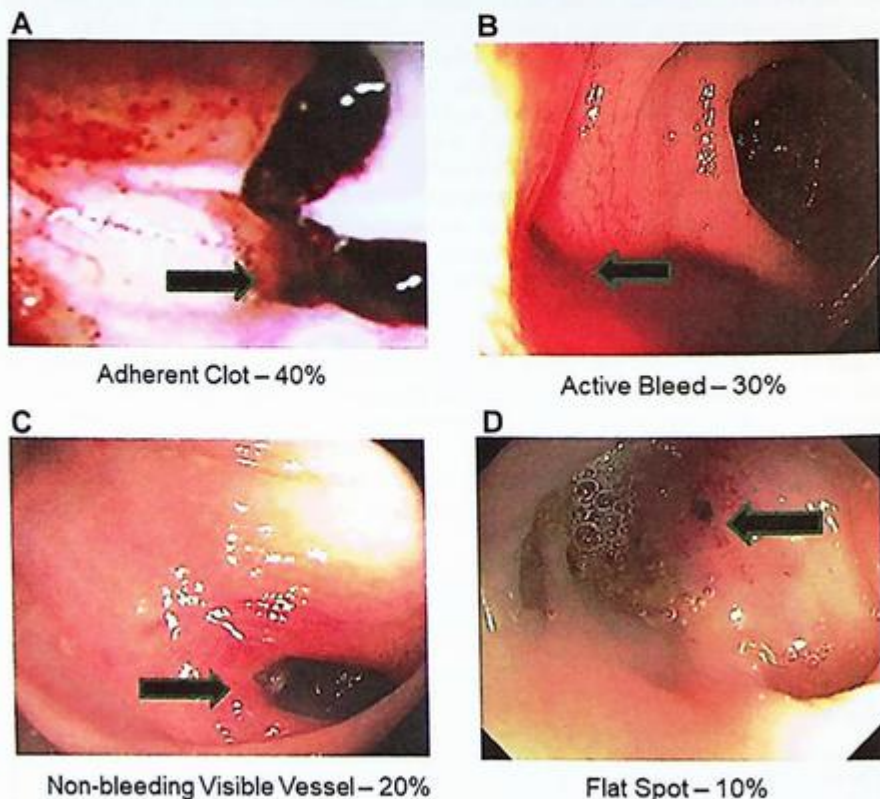 A
B
Adherent Clot – 40%
Active Bleed – 30%
C
D
Non-bleeding Visible Vessel – 20%
Flat Spot – 10%